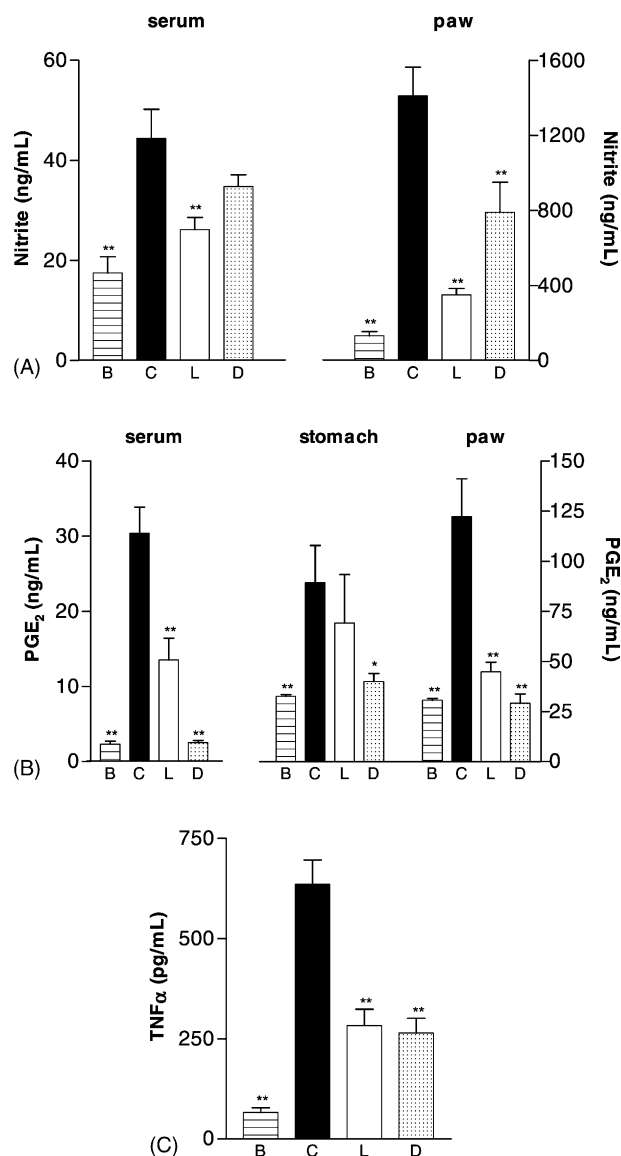 serum paw
60 1600
** 1200
40
** ** 800
Nitrite (ng/mL) Nitrite (ng/mL)
**
20 ** 400
**
(A) 0 0
B C L D B C L D
serum stomach paw
40 150
125
30
100
PGE2 (ng/mL) PGE2 (ng/mL)
20 75
** 50
10 ** * ** ** **
25
** **
(B) 0 0
B C L D B C L D B C L D
750
500
TNFα (pg/mL)
** **
250
**
(C) 0
B C L D